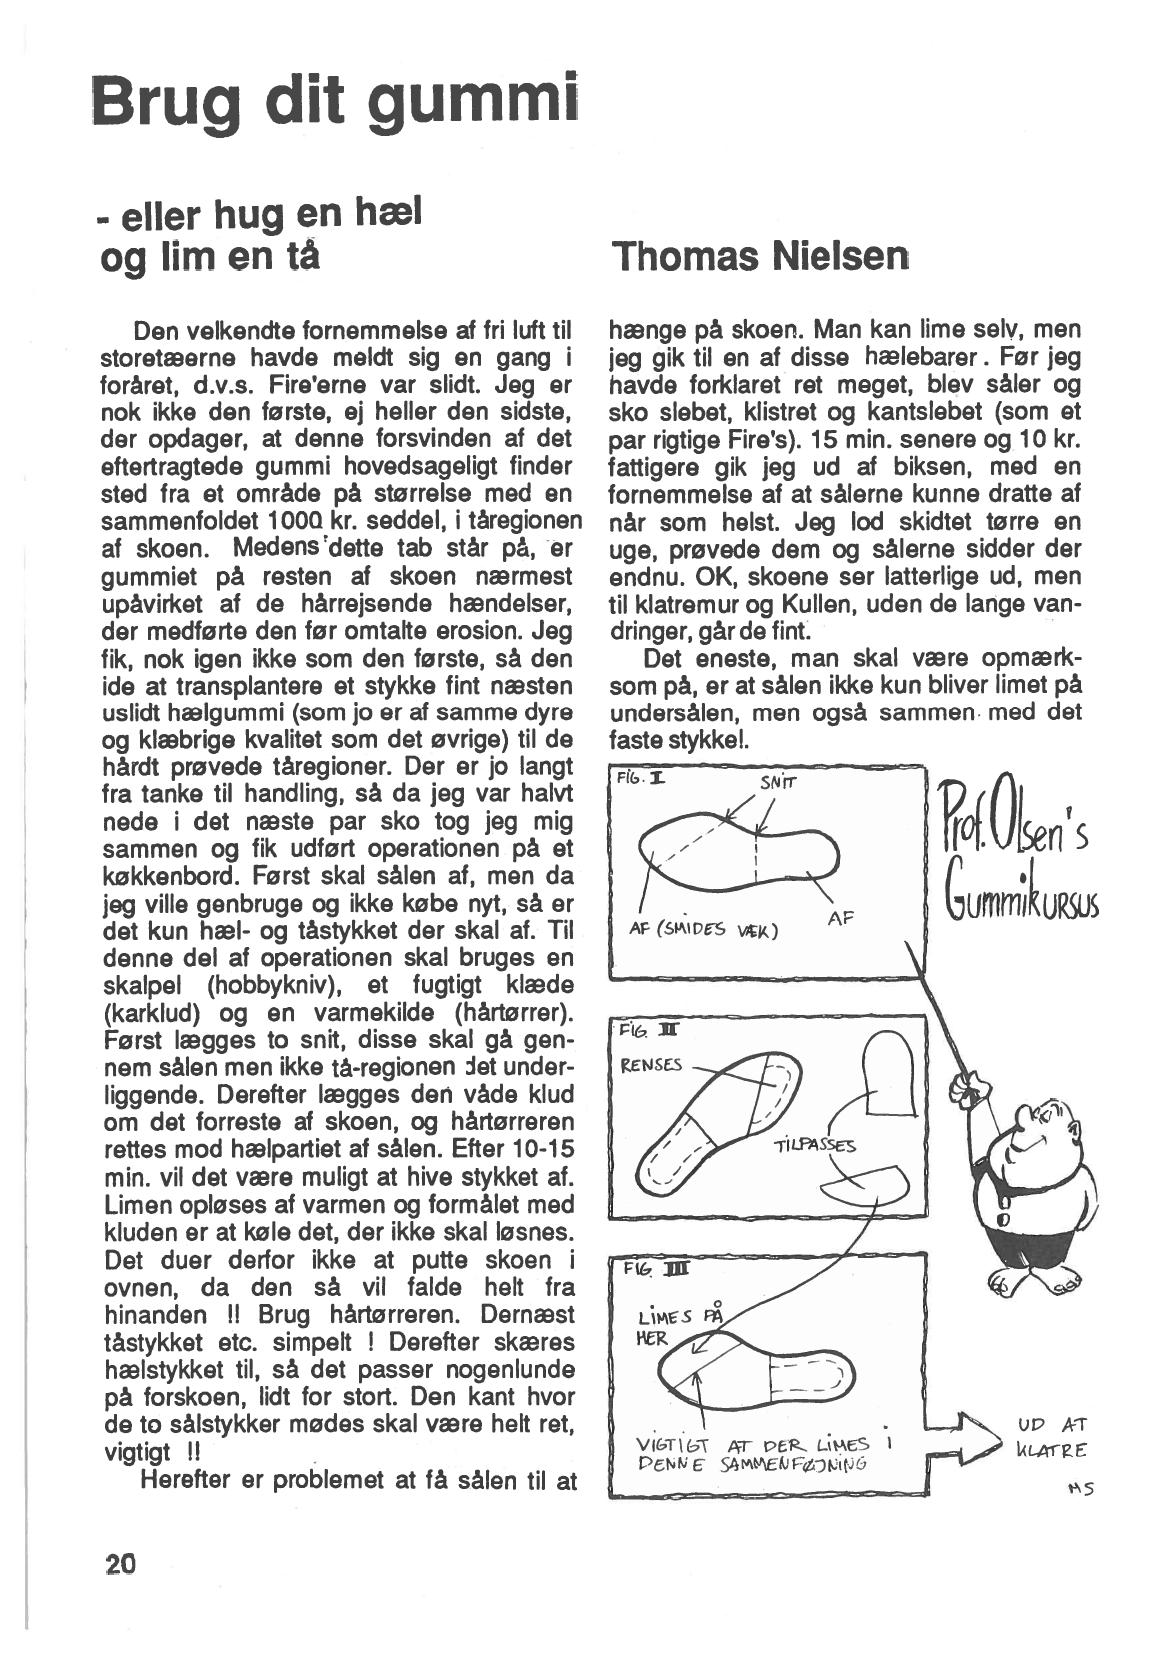 Brug dit gummi
- eller hug en hæl
og lim en tå
Thomas Nielsen
Den velkendte fornemmelse af fri luft til
storetæerne havde meldt sig en gang i
foråret, d.v.s. Fire'erne var slidt. Jeg er
nok ikke den første, ej heller den sidste,
der opdager, at denne forsvinden af det
eftertragtede gummi hovedsageligt finder
sted fra et område på størrelse med en
sammenfoldet 1000 kr. seddel, i tåregionen
af skoen. Medens dette tab står på, er
gummiet på resten af skoen nærmest
upåvirket af de hårrejsende hændelser,
der medførte den før omtalte erosion. Jeg
fik, nok igen ikke som den første, så den
ide at transplantere et stykke fint næsten
uslidt hælgummi (som jo er af samme dyre
og klæbrige kvalitet som det øvrige) til de
hårdt prøvede tåregioner. Der er jo langt
fra tanke til handling, så da jeg var halvt
nede i det næste par sko tog jeg mig
sammen og fik udført operationen på et
køkkenbord. Først skal sålen af, men da
jeg ville genbruge og ikke købe nyt, så er
det kun hæl- og tåstykket der skal af. Til
denne del af operationen skal bruges en
skalpel (hobbykniv), et fugtigt klæde
(karklud) og en varmekilde (hårtørrer).
Først lægges to snit, disse skal gå gen-
nem sålen men ikke tå-regionen det under-
liggende. Derefter lægges den våde klud
om det forreste af skoen, og hårtørreren
rettes mod hælpartiet af sålen. Efter 10-15
min. vil det være muligt at hive stykket af.
Limen opløses af varmen og formålet med
kluden er at køle det, der ikke skal løsnes.
Det duer derfor ikke at putte skoen i
ovnen, da den så vil falde helt fra
hinanden !! Brug hårtørreren. Dernæst
tåstykket etc. simpelt ! Derefter skæres
hælstykket til, så det passer nogenlunde
på forskoen, lidt for stort. Den kant hvor
de to sålstykker mødes skal være helt ret,
vigtigt !!
Herefter er problemet at få sålen til at
hænge på skoen. Man kan lime selv, men
jeg gik til en af disse hælebarer. Før jeg
havde forklaret ret meget, blev såler og
sko slebet, klistret og kantslebet (som et
par rigtige Fire's). 15 min. senere og 10 kr.
fattigere gik jeg ud af biksen, med en
fornemmelse af at sålerne kunne dratte af
når som helst. Jeg lod skidtet tørre en
uge, prøvede dem og sålerne sidder der
endnu. OK, skoene ser latterlige ud, men
til klatremur og Kullen, uden de lange van-
dringer, går de fint.
Det eneste, man skal være opmærk-
som på, er at sålen ikke kun bliver limet på
undersålen, men også sammen med det
faste stykkel.
FIG. I
SNIT
AF (SMIDES VÆK)
AF
Prof. Olsen's
Gummikursus
FIG. II
RENSES
TILPASSES
FIG. III
LIMES PÅ
HER
VIGTIGT AT DER LIMES I
DENNE SAMMENFØJNING
UD AT
KLATRE
MS
20